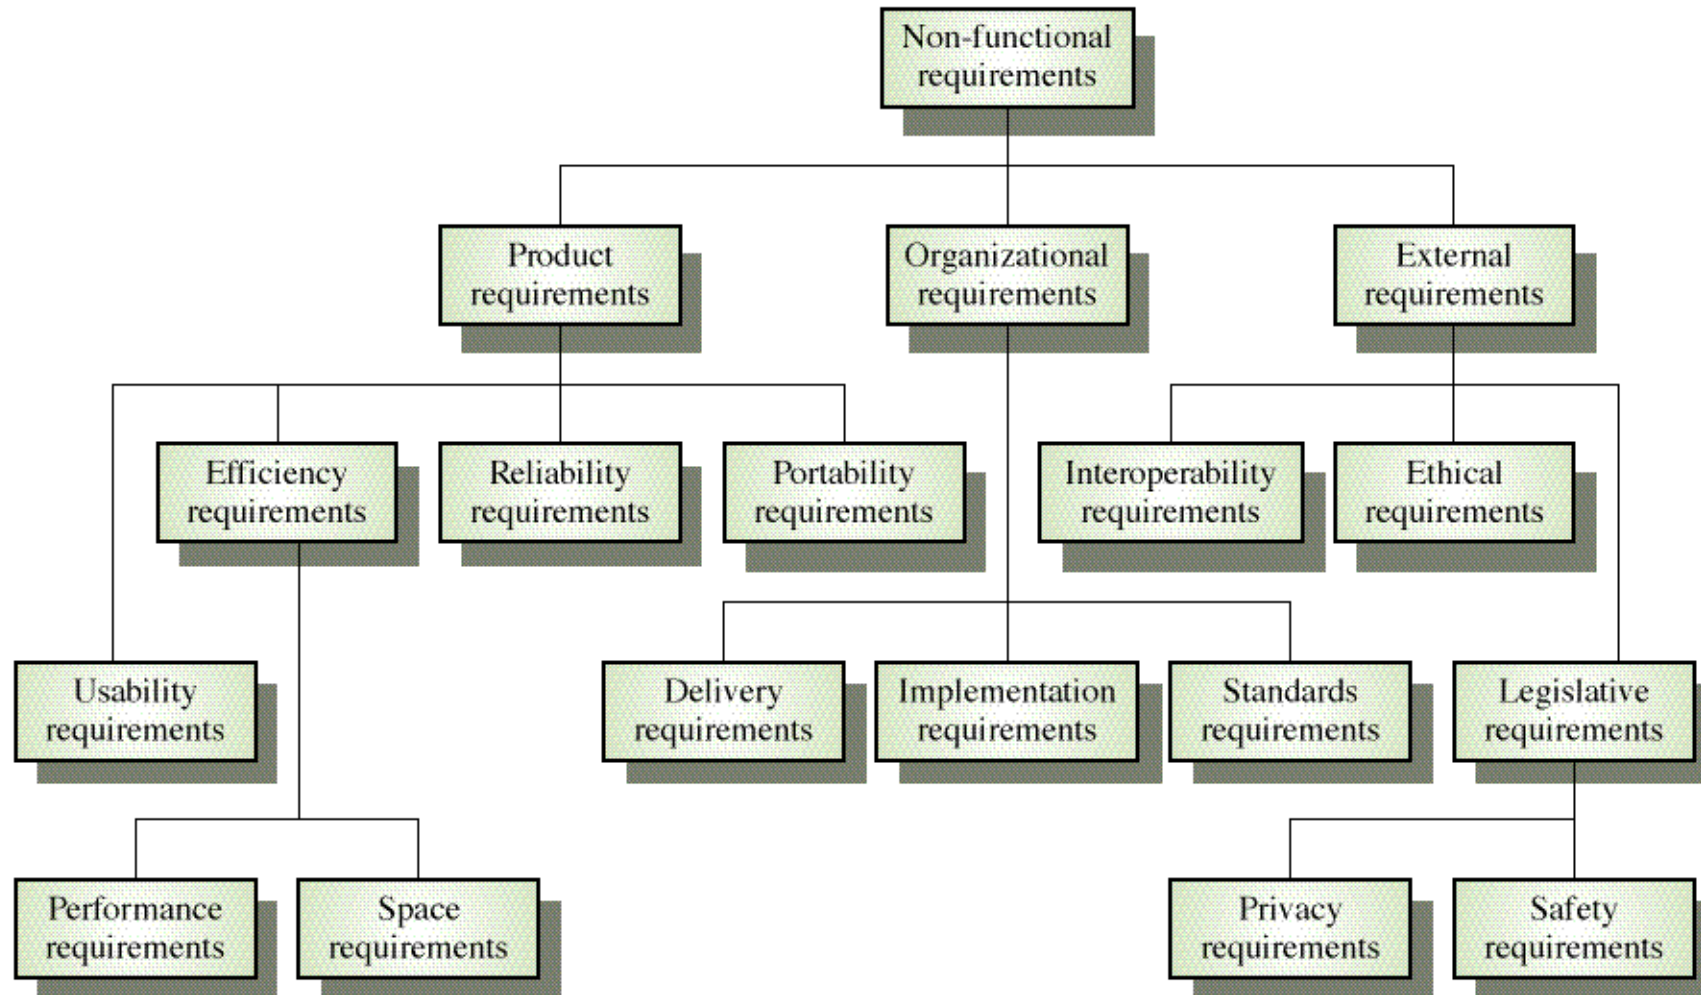 Non-functional
requirements
Product
requirements
Organizational
requirements
External
requirements
Efficiency
requirements
Reliability
requirements
Portability
requirements
Interoperability
requirements
Ethical
requirements
Usability
requirements
Delivery
requirements
Implementation
requirements
Standards
requirements
Legislative
requirements
Performance
requirements
Space
requirements
Privacy
requirements
Safety
requirements